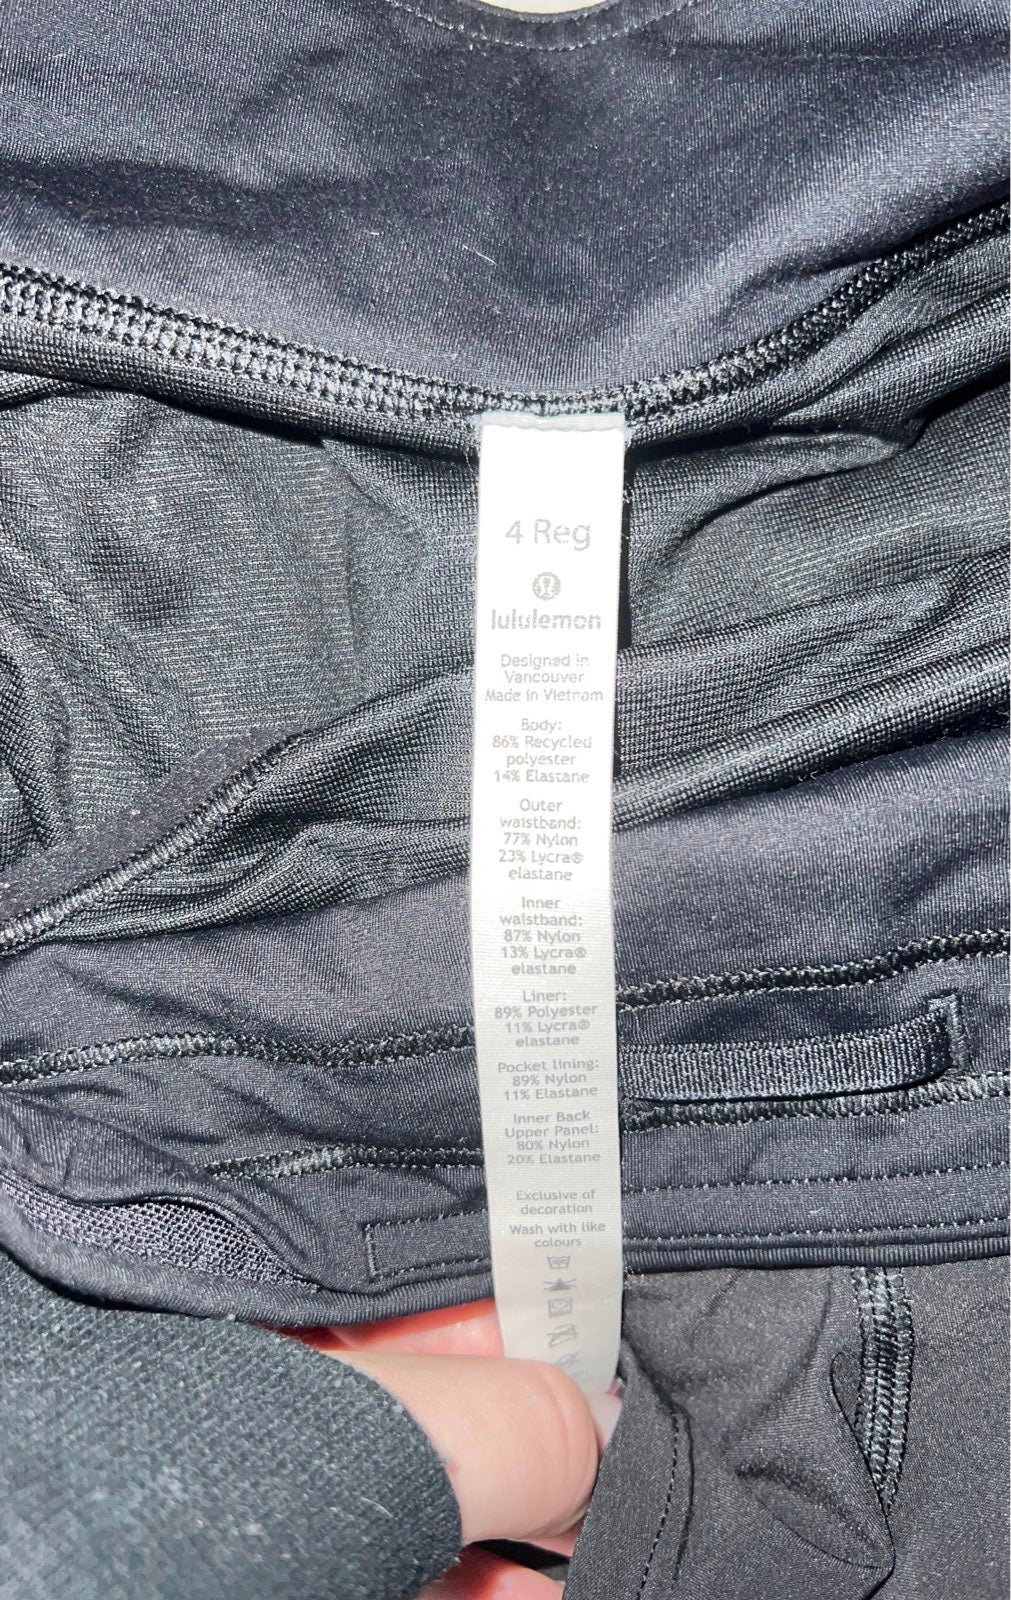 4 Reg
lululemon
Designed in
Vancouver
Made in Vietnam
Body:
86% Recycled
polyester
14% Elastane
Outer
waistband:
77% Nylon
23% Lycra®
elastane
Inner
waistband:
87% Nylon
13% Lycra®
elastane
Liner:
89% Polyester
11% Lycra®
elastane
Pocket lining:
89% Nylon
11% Elastane
Inner Back
Upper Panel:
80% Nylon
20% Elastane
Exclusive of
decoration
Wash with like
colours